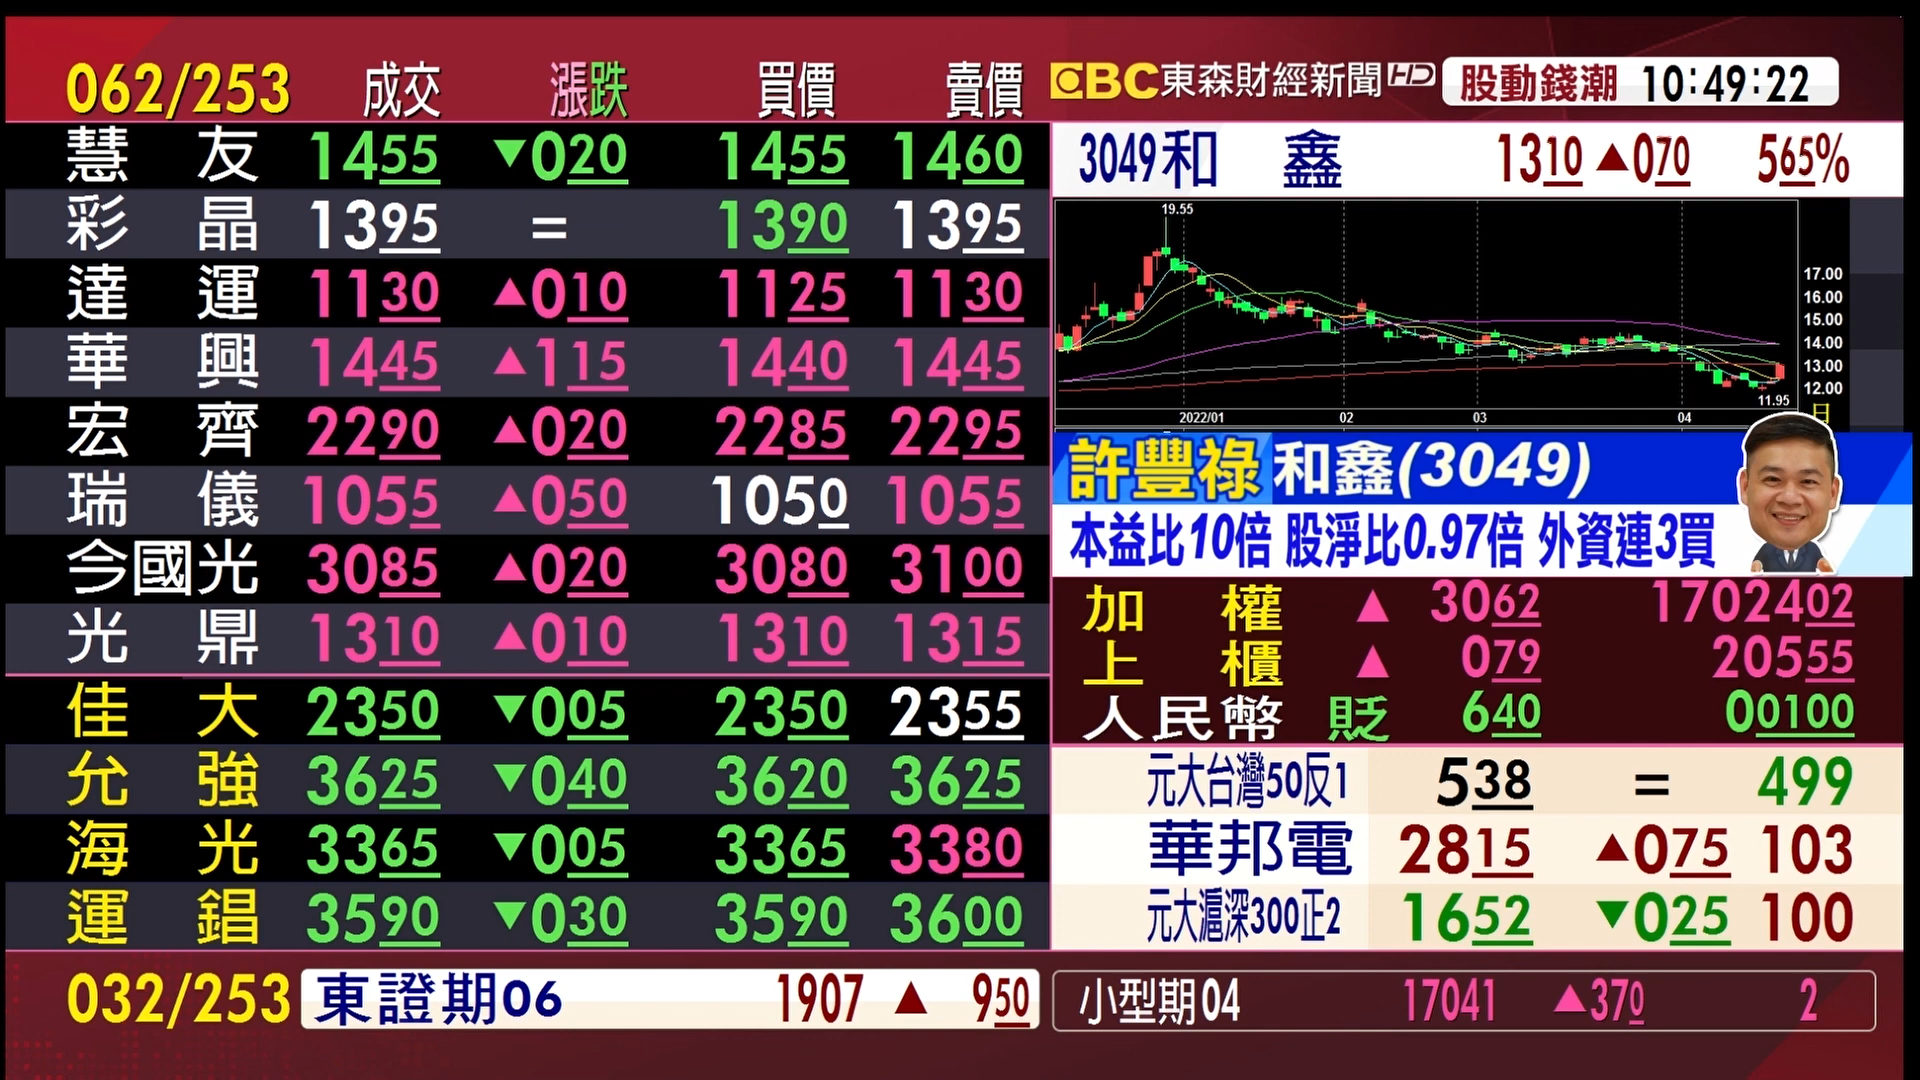 062/253 成交 漲跌 買價 賣價
慧友 1455 ▼020 1455 1460
彩晶 1395 = 1390 1395
達運 1130 ▲010 1125 1130
華興 1445 ▲115 1440 1445
宏齊 2290 ▲020 2285 2295
瑞儀 1055 ▲050 1050 1055
今國光 3085 ▲020 3080 3100
光鼎 1310 ▲010 1310 1315
佳大 2350 ▼005 2350 2355
允強 3625 ▼040 3620 3625
海光 3365 ▼005 3365 3380
運錩 3590 ▼030 3590 3600
032/253 東證期06 1907 ▲ 950
EBC東森財經新聞HD 股動錢潮 10:49:22
3049和鑫 1310 ▲070 565%
19.55
17.00
16.00
15.00
14.00
13.00
12.00
11.95
2022/01 02 03 04 日
許豐祿 和鑫(3049)
本益比10倍 股淨比0.97倍 外資連3買
加權 ▲ 3062 1702402
上櫃 ▲ 079 20555
人民幣 貶 640 00100
元大台灣50反1 538 = 499
華邦電 2815 ▲075 103
元大滬深300正2 1652 ▼025 100
小型期04 17041 ▲370 2